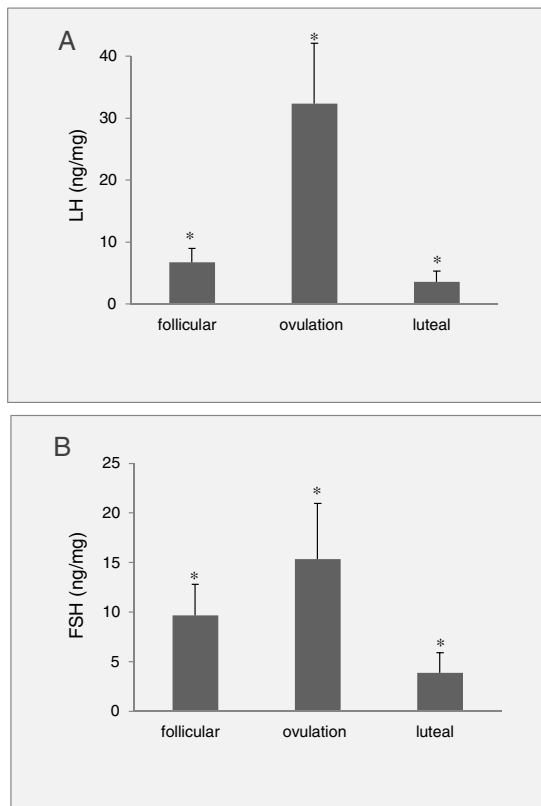 A
*
40
30
LH (ng/mg)
20
*
10
*
0
follicular ovulation luteal
B
25
*
20
15
*
FSH (ng/mg)
10
*
5
0
follicular ovulation luteal